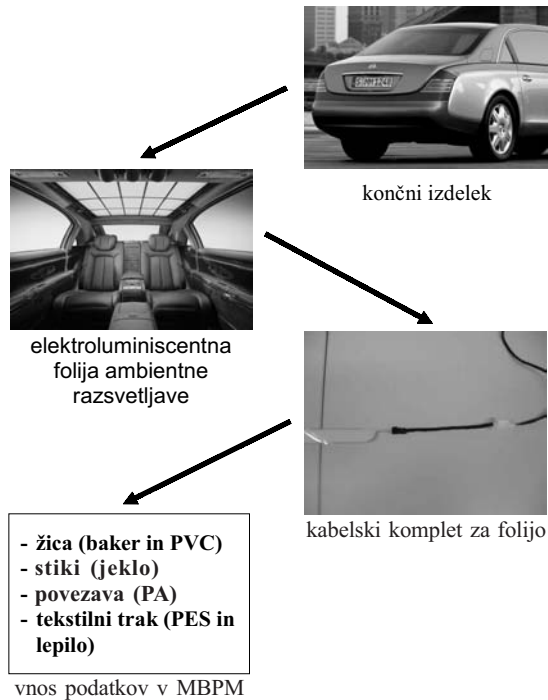 končni izdelek
elektroluminiscentna
folija ambientne
razsvetljave
kabelski komplet za folijo
- žica (baker in PVC)
- stiki (jeklo)
- povezava (PA)
- tekstilni trak (PES in
lepilo)
vnos podatkov v MBPM